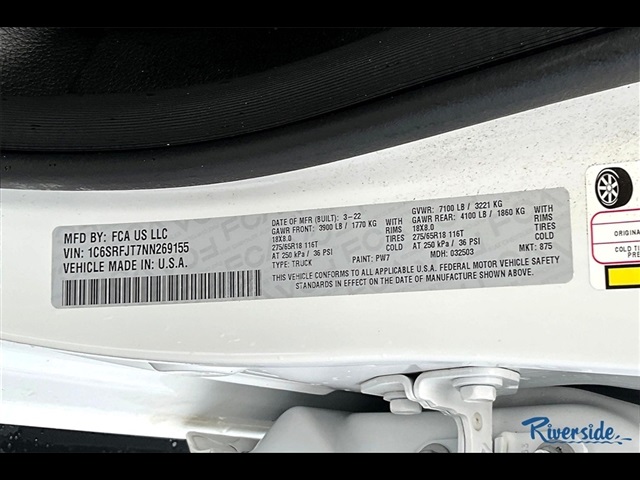 MFD BY: FCA US LLC
VIN: 1C6SRFJT7NN269155
VEHICLE MADE IN: U.S.A.
DATE OF MFR (BUILT): 3-22
GAWR FRONT: 3900 LB / 1770 KG WITH
18X8.0 RIMS
275/65R18 116T TIRES
AT 250 kPa / 36 PSI COLD
TYPE: TRUCK PAINT: PW7
GVWR: 7100 LB / 3221 KG
GAWR REAR: 4100 LB / 1860 KG WITH
18X8.0 RIMS
275/65R18 116T TIRES
AT 250 kPa / 36 PSI COLD
MDH: 032503 MKT: 875
THIS VEHICLE CONFORMS TO ALL APPLICABLE U.S.A. FEDERAL MOTOR VEHICLE SAFETY
STANDARDS IN EFFECT ON THE DATE OF MANUFACTURE SHOWN ABOVE.
ORIGINAL
COLD TI
PRE
Riverside